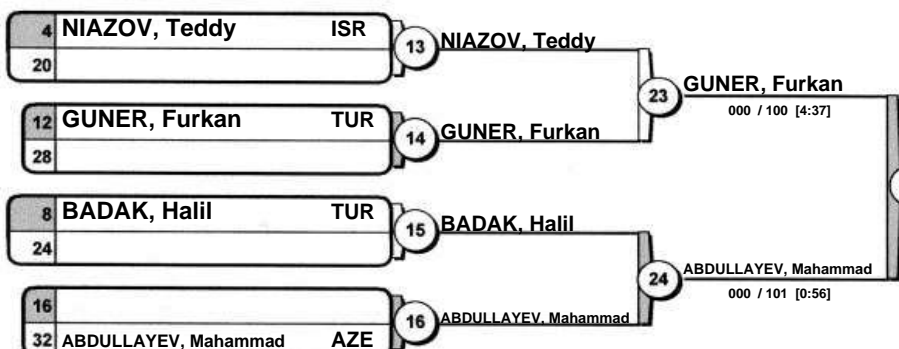 4 NIAZOV, Teddy ISR
20
13 NIAZOV, Teddy
12 GUNER, Furkan TUR
28
14 GUNER, Furkan
23 GUNER, Furkan
000 / 100 [4:37]
8 BADAK, Halil TUR
24
15 BADAK, Halil
16
32 ABDULLAYEV, Mahammad AZE
16 ABDULLAYEV, Mahammad
24 ABDULLAYEV, Mahammad
000 / 101 [0:56]